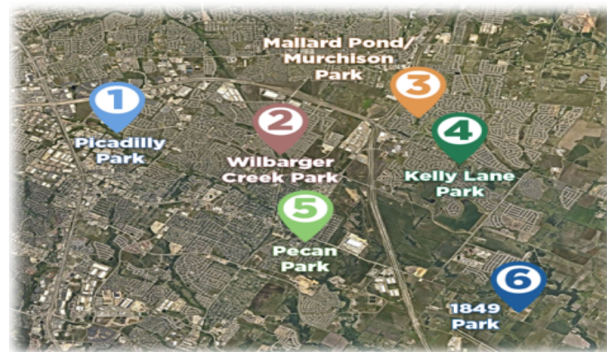 1
Picadilly
Park
2
Wilbarger
Creek Park
Mallard Pond/
Murchison
Park
3
4
Kelly Lane
Park
5
Pecan
Park
6
1849
Park